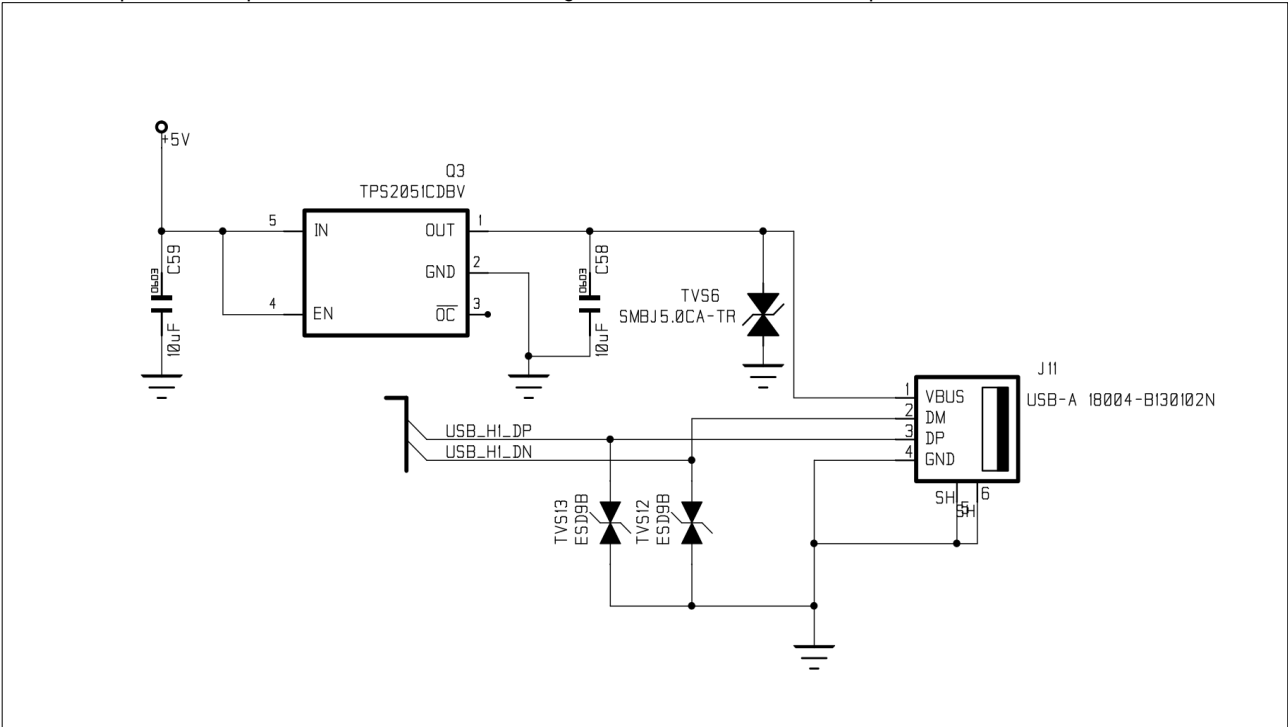 +5V
Q3
TPS2051CDBV
5
IN
OUT
1
GND
2
4
EN
OC
3
C59
0603
10uF
C58
0603
10uF
TVS6
SMBJ5.0CA-TR
J11
USB-A 18004-B130102N
1
VBUS
2
DM
3
DP
4
GND
SH
5
SH
6
USB_H1_DP
USB_H1_DN
TVS13
ESD9B
TVS12
ESD9B